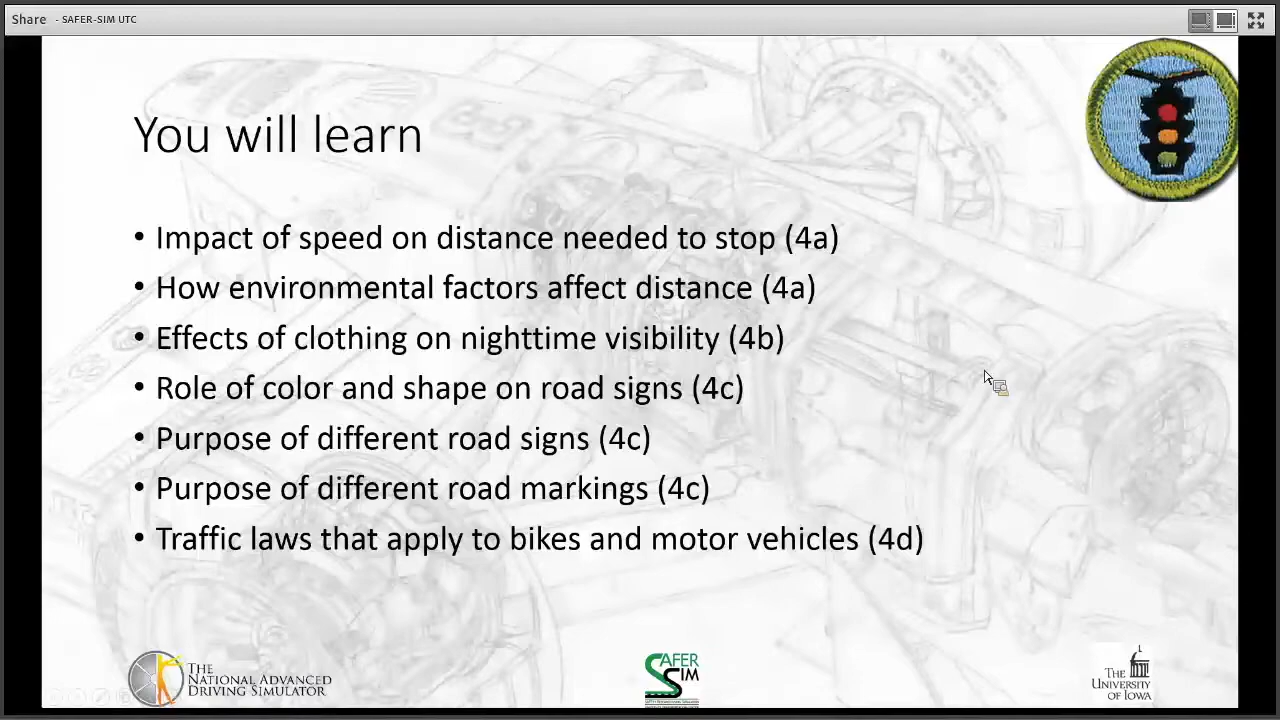 Share - SAFER-SIM UTC
You will learn
• Impact of speed on distance needed to stop (4a)
• How environmental factors affect distance (4a)
• Effects of clothing on nighttime visibility (4b)
• Role of color and shape on road signs (4c)
• Purpose of different road signs (4c)
• Purpose of different road markings (4c)
• Traffic laws that apply to bikes and motor vehicles (4d)
THE
NATIONAL ADVANCED
DRIVING SIMULATOR
SAFER
SIM
THE
UNIVERSITY
OF IOWA